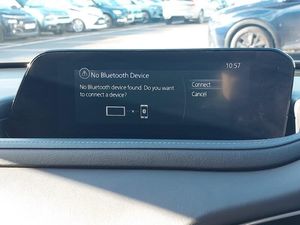 10:57
No Bluetooth Device
No Bluetooth device found. Do you want
to connect a device?
Connect
Cancel